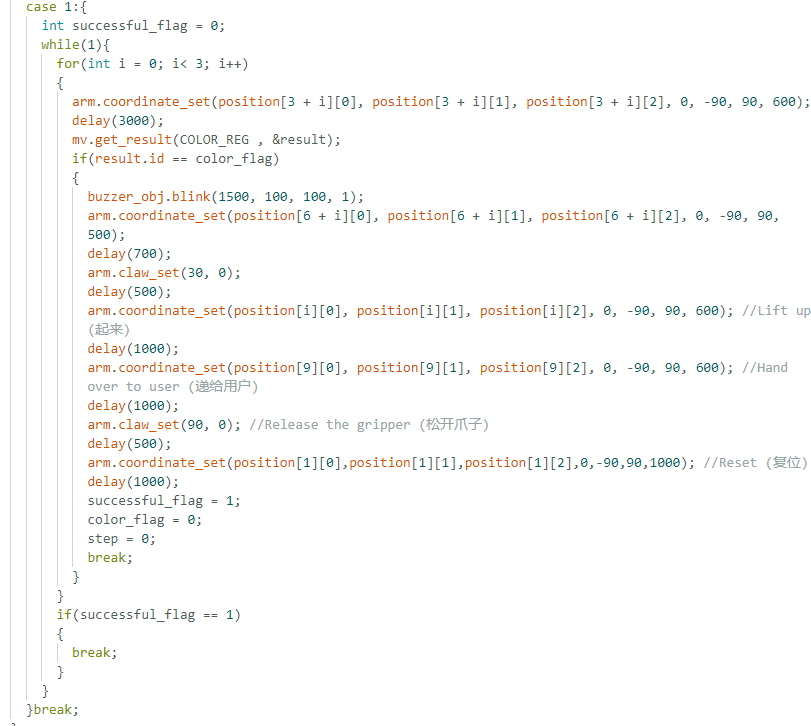 case 1:{
int successful_flag = 0;
while(1){
for(int i = 0; i< 3; i++)
{
arm.coordinate_set(position[3 + i][0], position[3 + i][1], position[3 + i][2], 0, -90, 90, 600);
delay(3000);
mv.get_result(COLOR_REG , &result);
if(result.id == color_flag)
{
buzzer_obj.blink(1500, 100, 100, 1);
arm.coordinate_set(position[6 + i][0], position[6 + i][1], position[6 + i][2], 0, -90, 90,
500);
delay(700);
arm.claw_set(30, 0);
delay(500);
arm.coordinate_set(position[i][0], position[i][1], position[i][2], 0, -90, 90, 600); //Lift up
(起来)
delay(1000);
arm.coordinate_set(position[9][0], position[9][1], position[9][2], 0, -90, 90, 600); //Hand
over to user (递给用户)
delay(1000);
arm.claw_set(90, 0); //Release the gripper (松开爪子)
delay(500);
arm.coordinate_set(position[1][0],position[1][1],position[1][2],0,-90,90,1000); //Reset (复位)
delay(1000);
successful_flag = 1;
color_flag = 0;
step = 0;
break;
}
}
if(successful_flag == 1)
{
break;
}
}
}break;